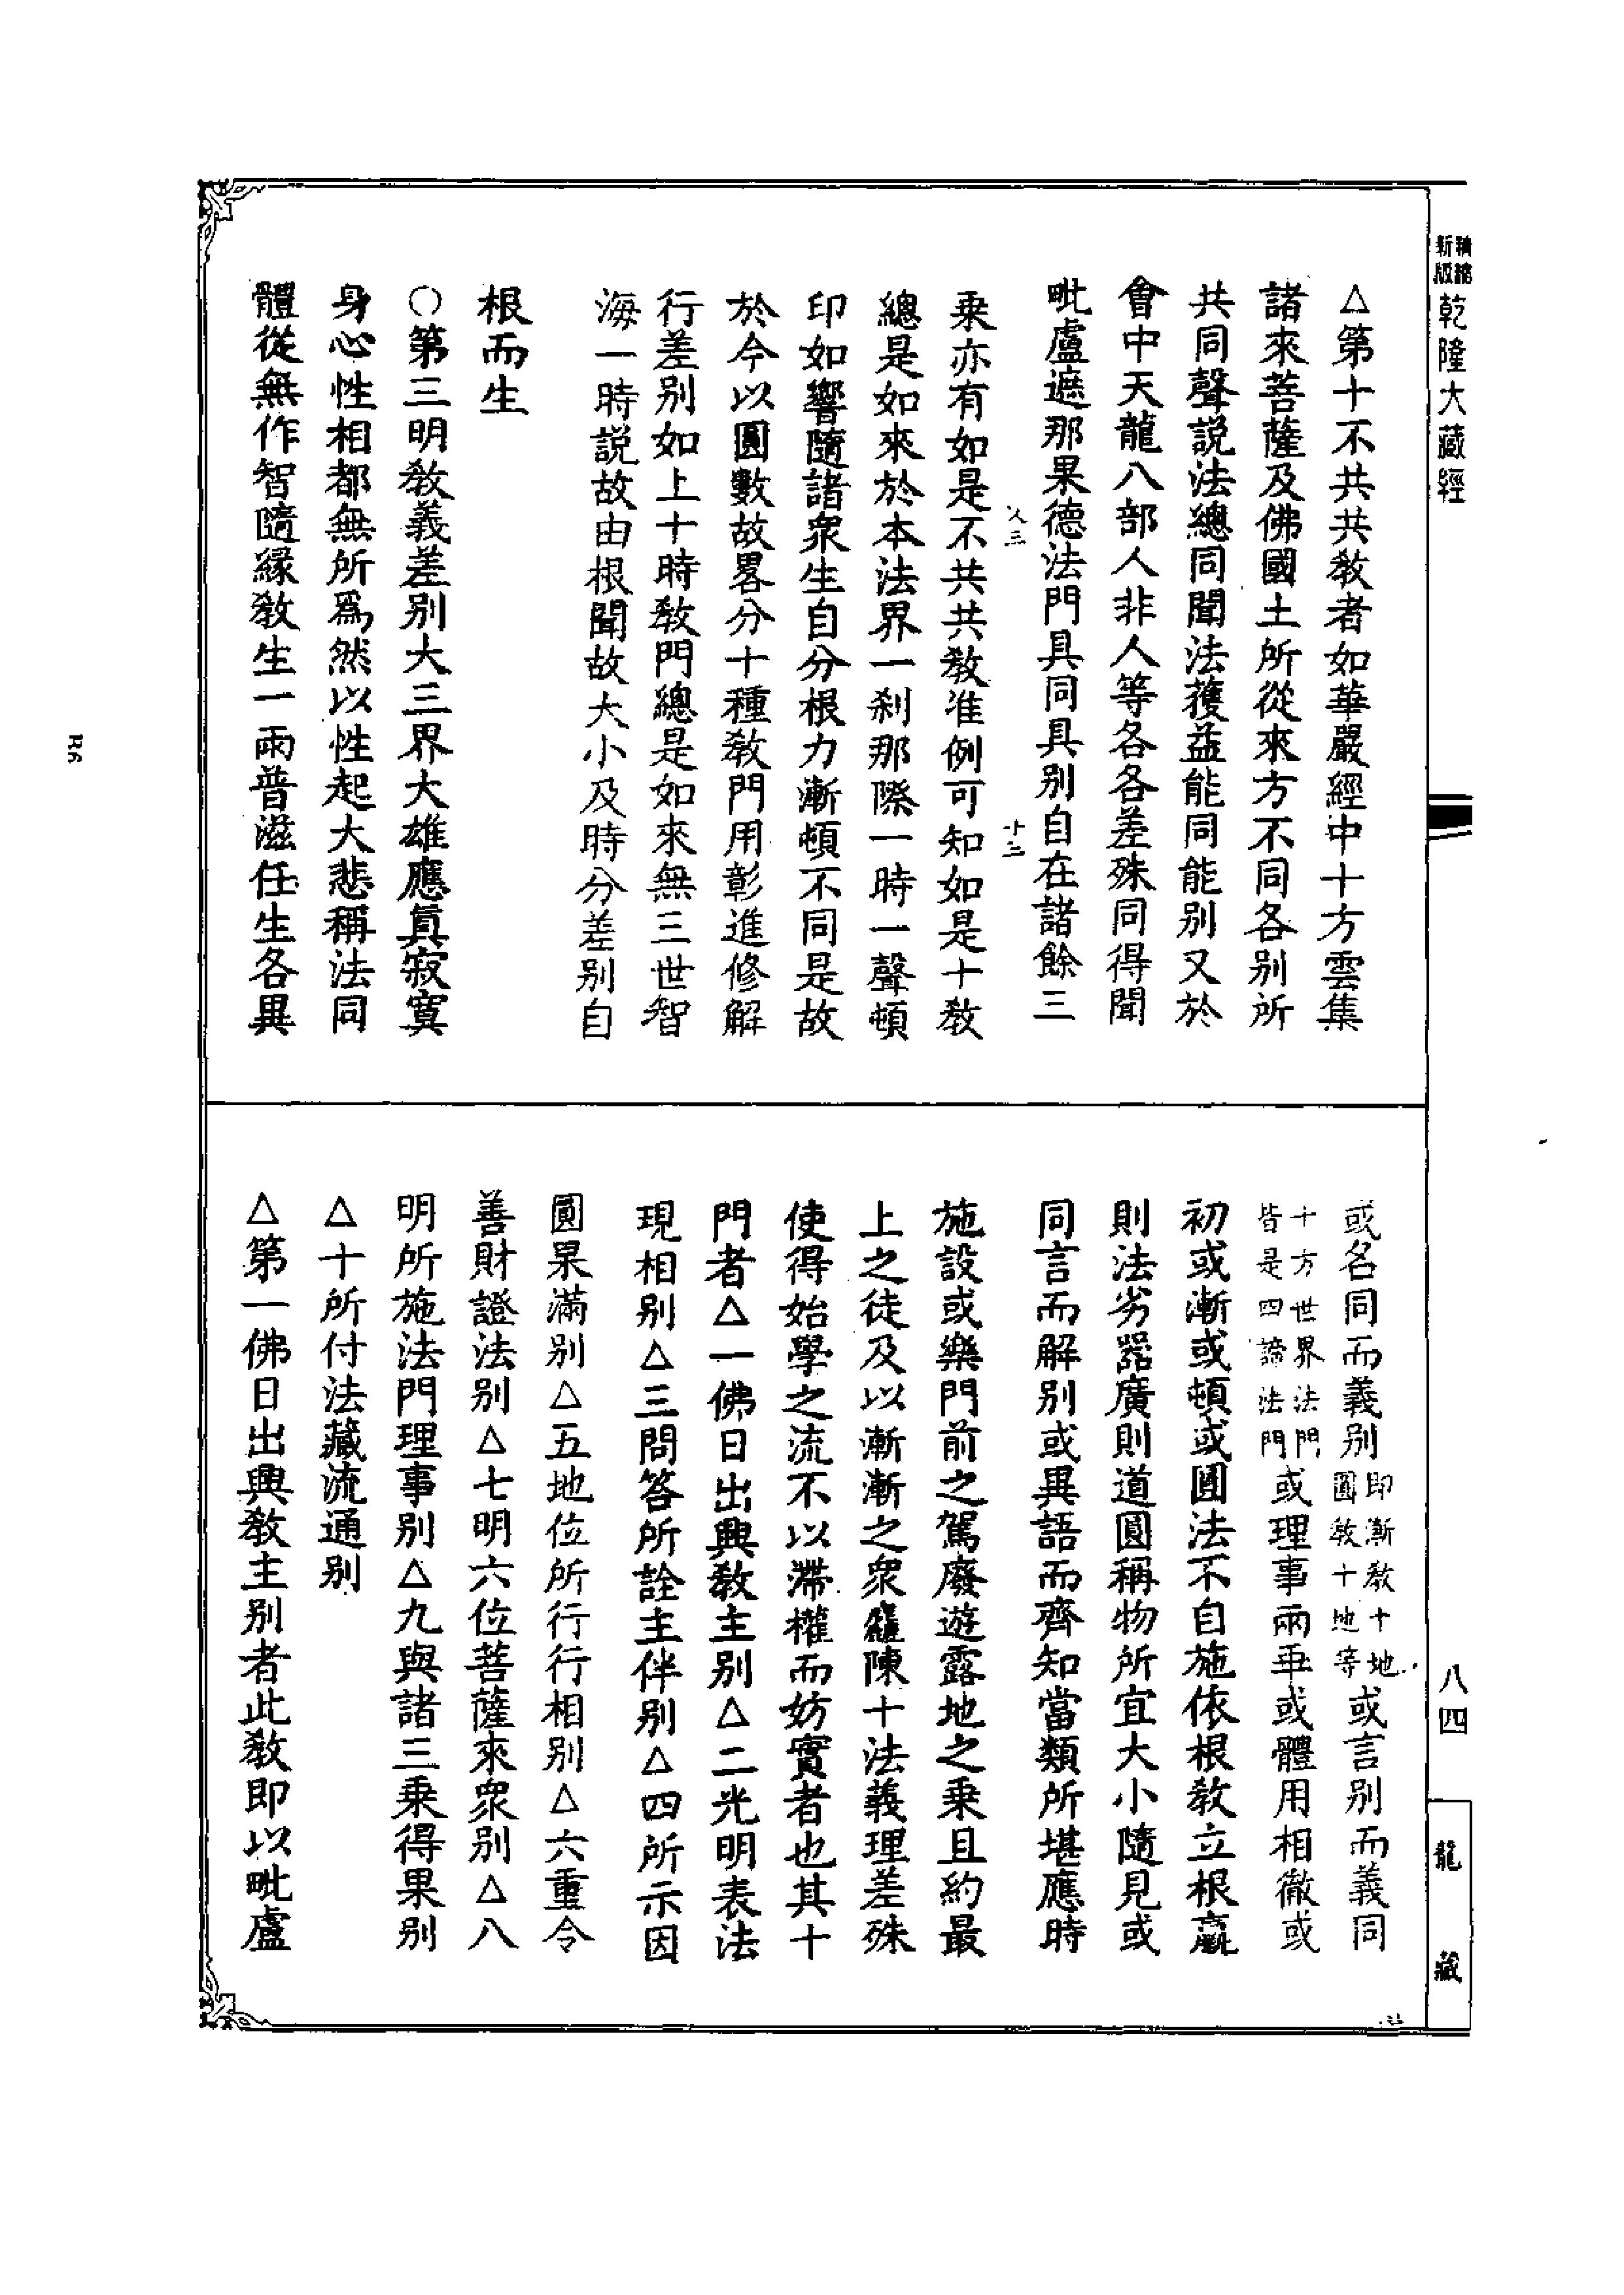 精縮
新版
乾隆大藏經
八四
龍藏
△第十不共共教者如華嚴經中十方雲集
諸來菩薩及佛國土所從來方不同各別所
共同聲說法總同聞法獲益能同能別又於
會中天龍八部人非人等各各差殊同得聞
毗盧遮那果德法門具同具別自在諸餘三
十二
乘亦有如是不共共教准例可知如是十教
總是如來於本法界一刹那際一時一聲頓
印如響隨諸衆生自分根力漸頓不同是故
於今以圓數故畧分十種教門用彰進修解
行差別如上十時教門總是如來無三世智
海一時說故由根聞故大小及時分差別自
根而生
○第三明教義差別大三界大雄應真寂寞
身心性相都無所爲然以性起大悲稱法同
體從無作智隨緣教生一雨普滋任生各異
或名同而義別即漸教十地圓教十地等或言別而義同
十方世界法門皆是四諦法門或理事兩乖或體用相徹或
初或漸或頓或圓法不自施依根教立根羸
則法劣器廣則道圓稱物所宜大小隨見或
同言而解別或異語而齊知當類所堪應時
施設或樂門前之駕廢遊露地之乘且約最
上之徒及以漸漸之衆麤陳十法義理差殊
使得始學之流不以滯權而妨實者也其十
門者△一佛日出興教主別△二光明表法
現相別△三問答所詮主伴別△四所示因
圓果滿別△五地位所行行相別△六重令
善財證法別△七明六位菩薩來衆別△八
明所施法門理事別△九與諸三乘得果別
△十所付法藏流通別
△第一佛日出興教主別者此教即以毗盧